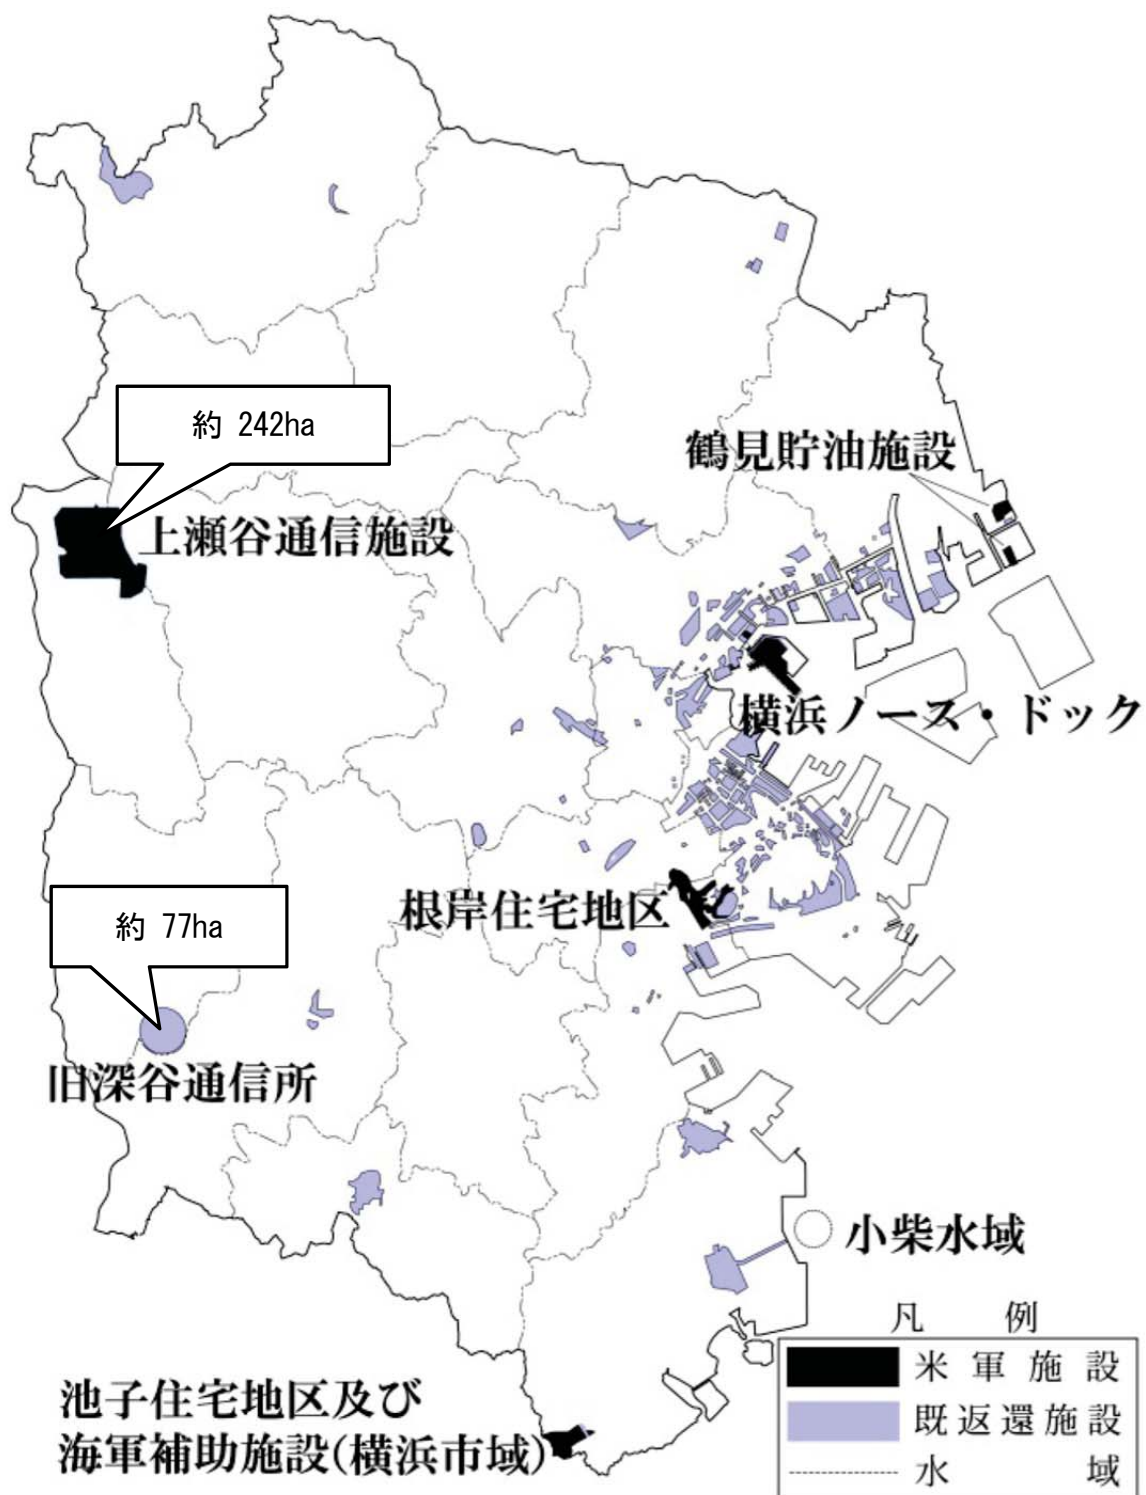 約 242ha
鶴見貯油施設
上瀬谷通信施設
横浜ノース・ドック
根岸住宅地区
約 77ha
旧深谷通信所
小柴水域
凡 例
米軍施設
既返還施設
水 域
池子住宅地区及び
海軍補助施設(横浜市域)